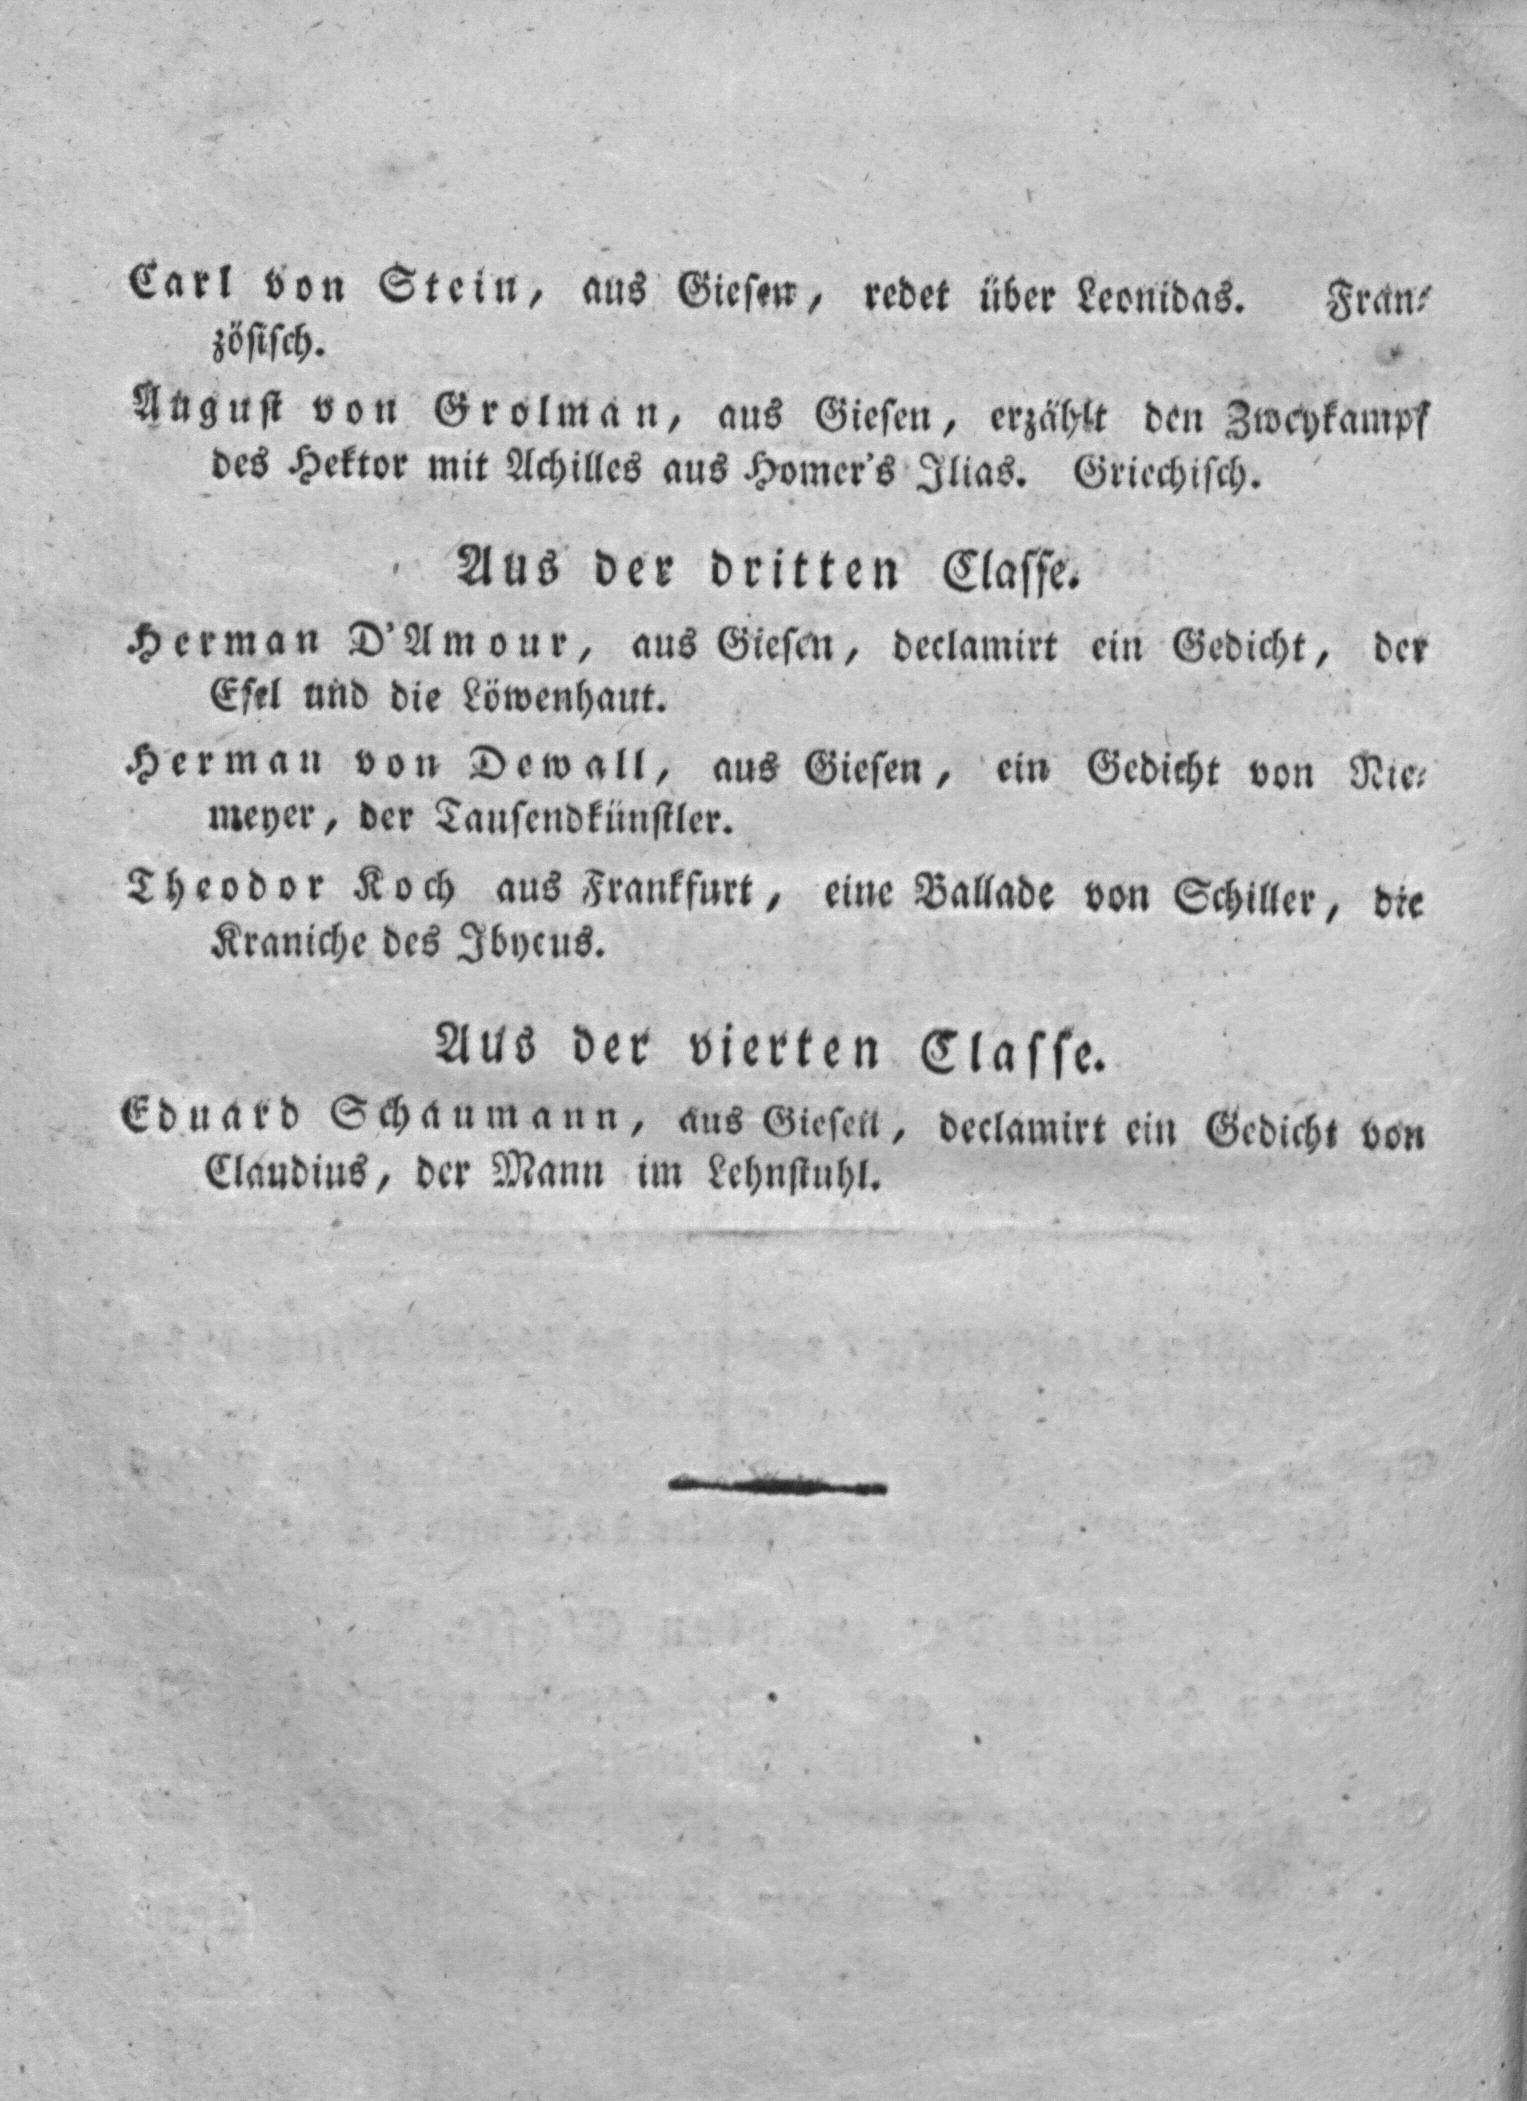 Carl von Stein, aus Giesen, redet über Leonidas. Fran-
zösisch.
August von Grolman, aus Giesen, erzählt den Zweykampf
des Hektor mit Achilles aus Homer's Ilias. Griechisch.
Aus der dritten Classe.
Herman D'Amour, aus Giesen, declamirt ein Gedicht, der
Esel und die Löwenhaut.
Herman von Dewall, aus Giesen, ein Gedicht von Nie-
meyer, der Tausendkünstler.
Theodor Koch aus Frankfurt, eine Ballade von Schiller, die
Kraniche des Ibycus.
Aus der vierten Classe.
Eduard Schaumann, aus Giesen, declamirt ein Gedicht von
Claudius, der Mann im Lehnstuhl.